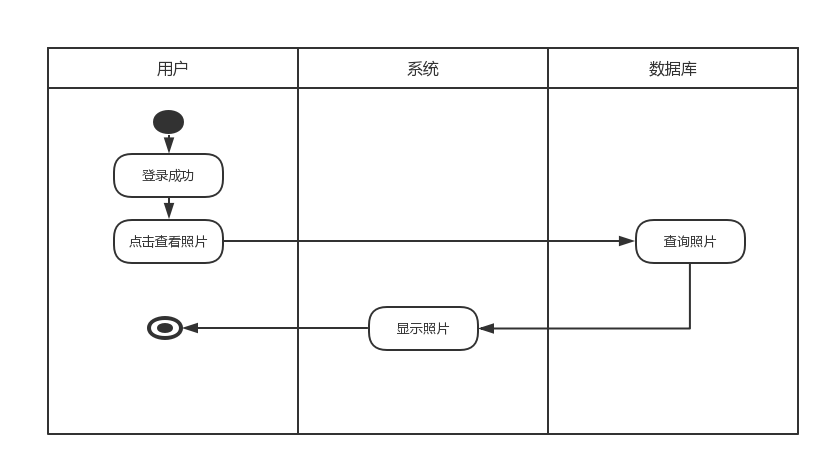 用户
系统
数据库
登录成功
点击查看照片
查询照片
显示照片